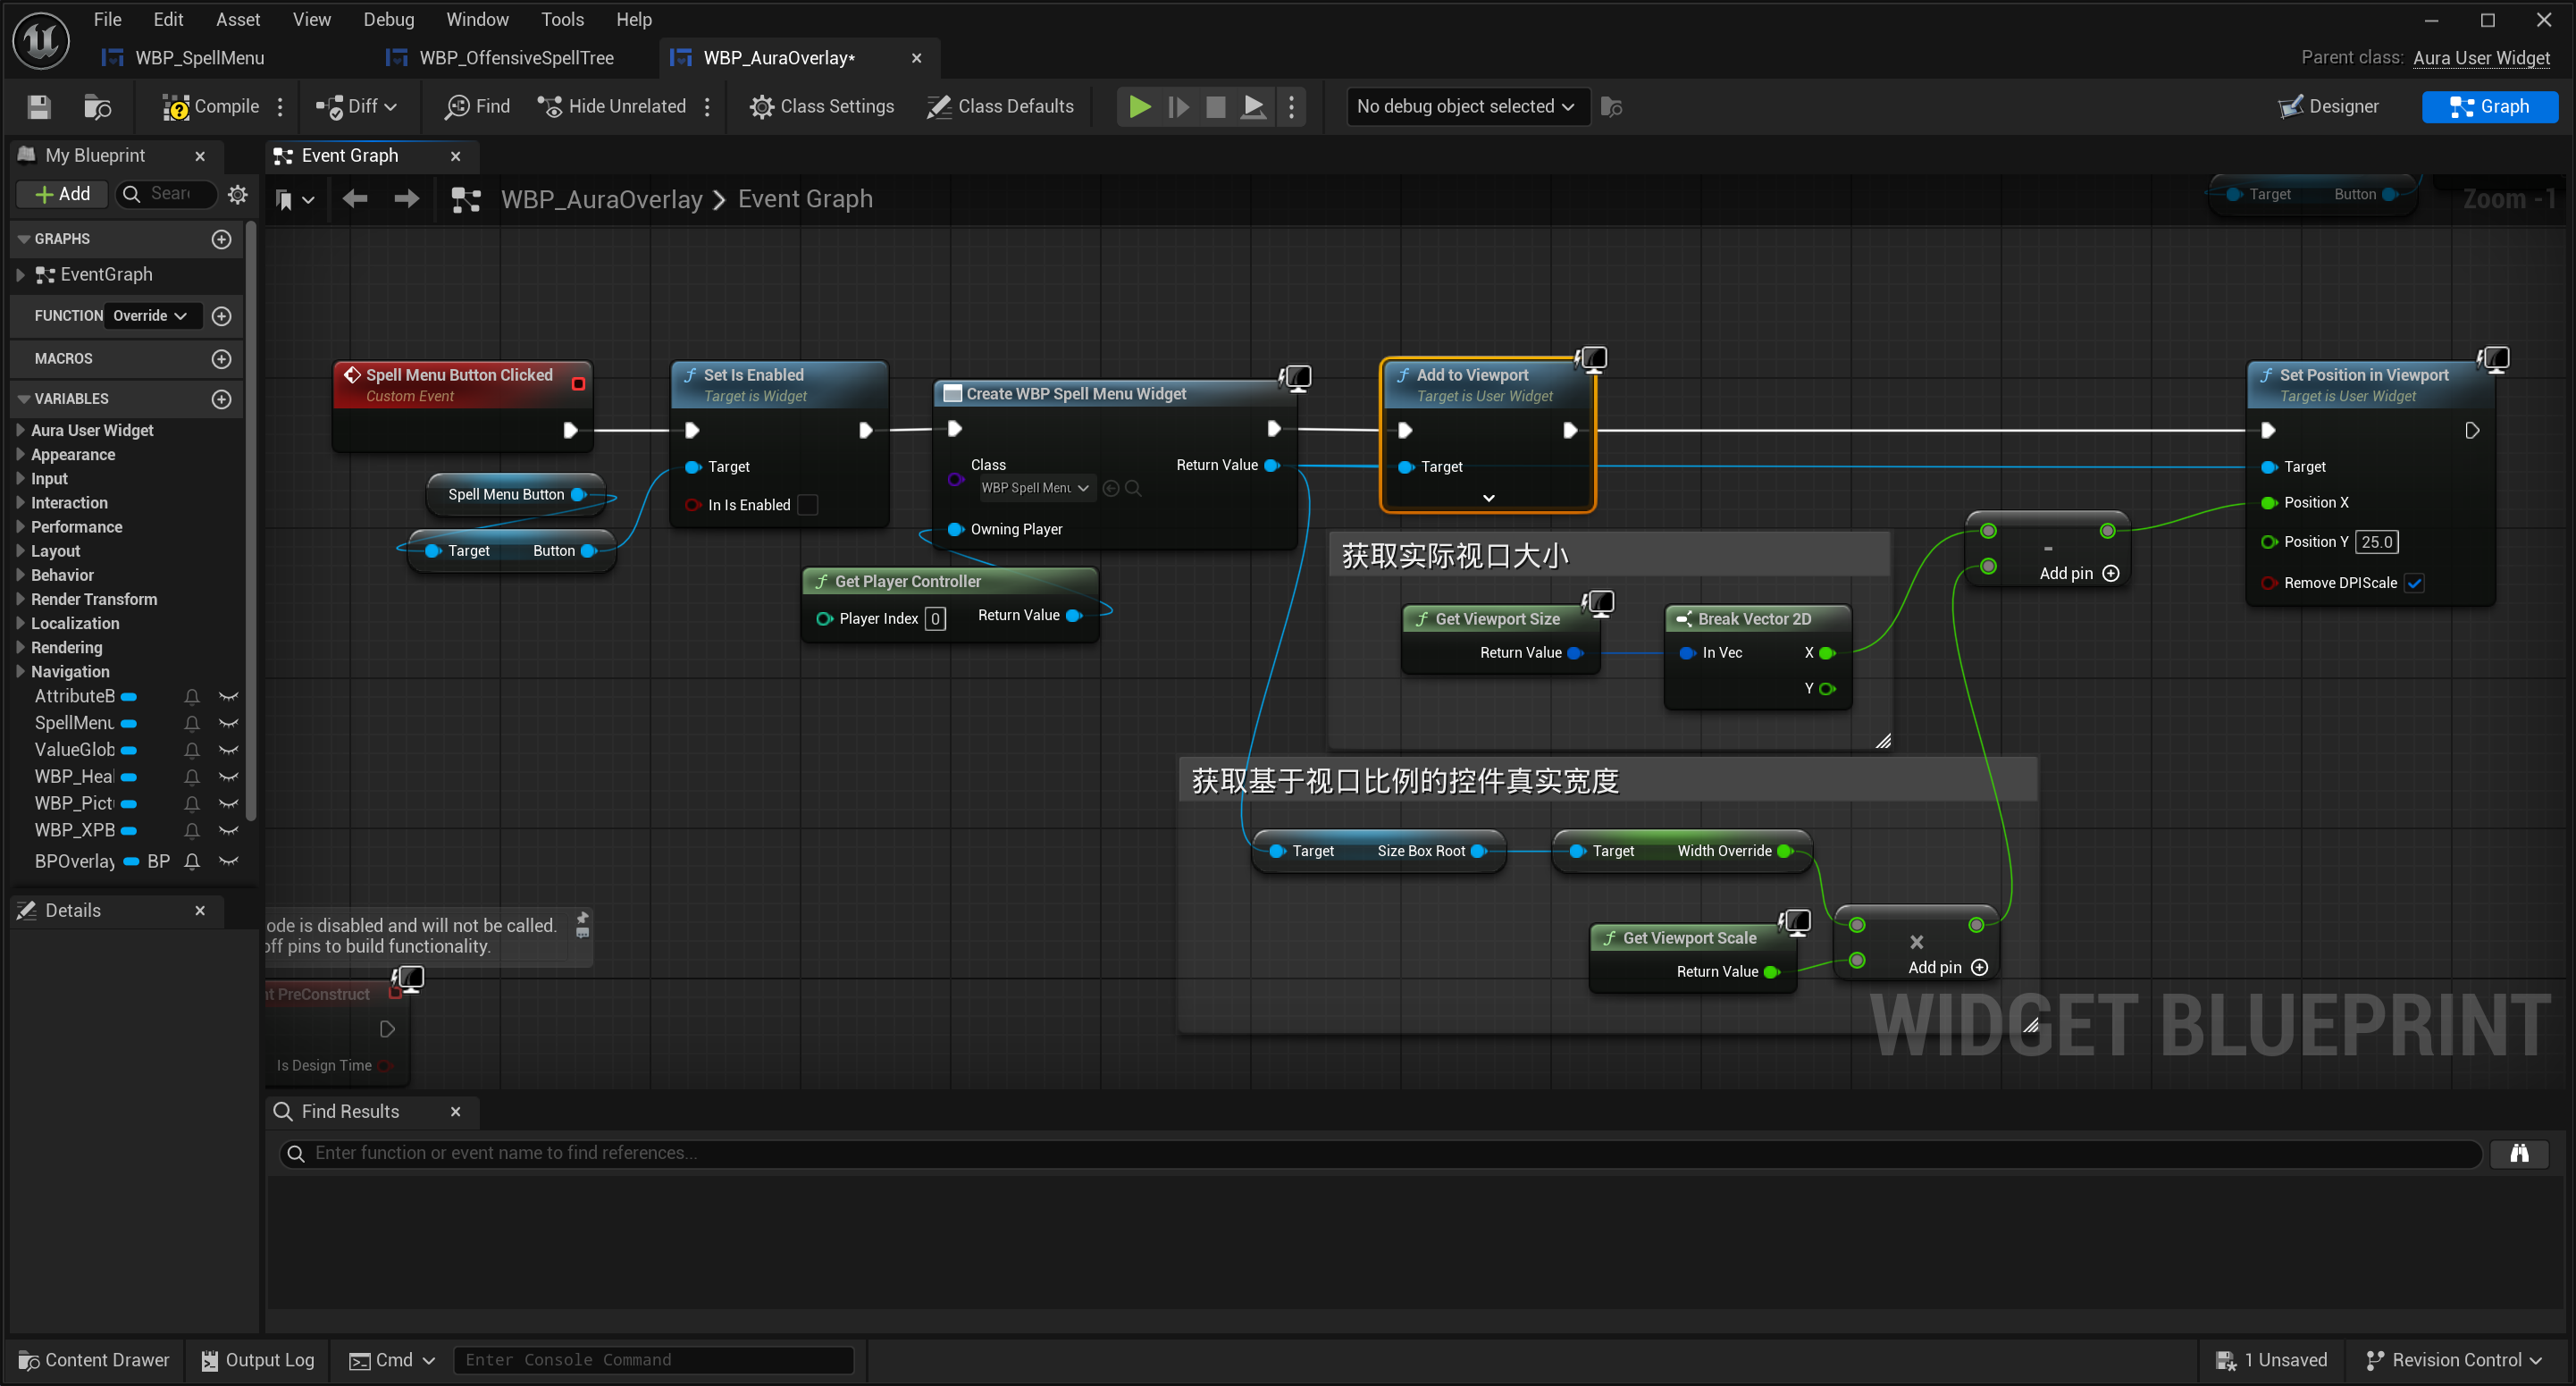 File Edit Asset View Debug Window Tools Help
WBP_SpellMenu WBP_OffensiveSpellTree WBP_AuraOverlay*
Parent class: Aura User Widget
Compile Diff Find Hide Unrelated Class Settings Class Defaults No debug object selected Designer Graph
My Blueprint
Event Graph
Add Sear
WBP_AuraOverlay Event Graph
Target Button
Zoom -1
GRAPHS
EventGraph
FUNCTION Override
MACROS
VARIABLES
Aura User Widget
Appearance
Input
Interaction
Performance
Layout
Behavior
Render Transform
Localization
Rendering
Navigation
AttributeB
SpellMenu
ValueGlob
WBP_Heal
WBP_Pict
WBP_XPB
BPOverlay BP
Details
Spell Menu Button Clicked
Custom Event
Spell Menu Button
Target Button
Set Is Enabled
Target is Widget
Target
In Is Enabled
Create WBP Spell Menu Widget
Class Return Value
WBP Spell Menu
Owning Player
Get Player Controller
Player Index 0 Return Value
Add to Viewport
Target is User Widget
Target
Set Position in Viewport
Target is User Widget
Target
Position X
Position Y 25.0
Remove DPIScale
-
Add pin
获取实际视口大小
Get Viewport Size
Return Value
Break Vector 2D
In Vec X
Y
获取基于视口比例的控件真实宽度
Target Size Box Root
Target Width Override
Get Viewport Scale
Return Value
×
Add pin
ode is disabled and will not be called.
off pins to build functionality.
nt PreConstruct
Is Design Time
WIDGET BLUEPRINT
Find Results
Enter function or event name to find references...
Content Drawer Output Log Cmd Enter Console Command 1 Unsaved Revision Control